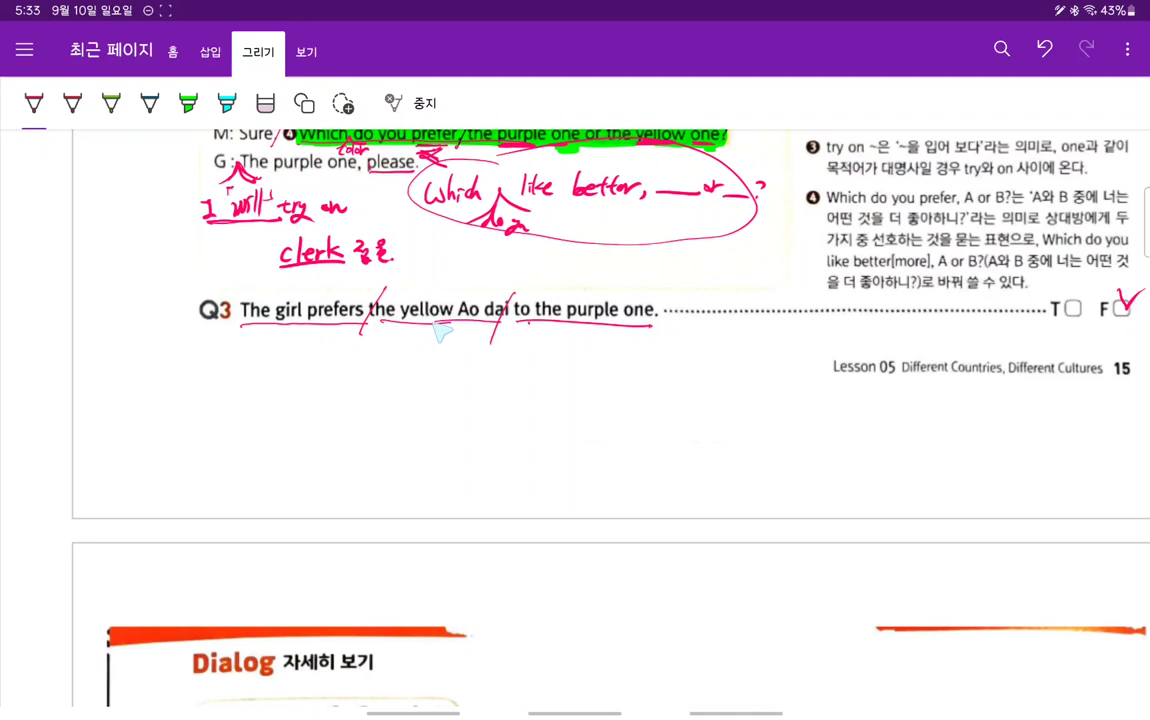 5:33 9월 10일 일요일 43%
최근 페이지 홈 삽입 그리기 보기
중지
M: Sure / ❹ Which do you prefer / the purple one or the yellow one?
color
G : The purple one, please.
Which like better, ___ or ___?
do you
I 「will」 try on
clerk 점원.
❸ try on ~은 '~을 입어 보다'라는 의미로, one과 같이
목적어가 대명사일 경우 try와 on 사이에 온다.
❹ Which do you prefer, A or B?는 'A와 B 중에 너는
어떤 것을 더 좋아하니?'라는 의미로 상대방에게 두
가지 중 선호하는 것을 묻는 표현으로, Which do you
like better[more], A or B?(A와 B 중에 너는 어떤 것
을 더 좋아하니?)로 바꿔 쓸 수 있다.
Q3 The girl prefers / the yellow Ao dai / to the purple one. T F
Lesson 05 Different Countries, Different Cultures 15
Dialog 자세히 보기